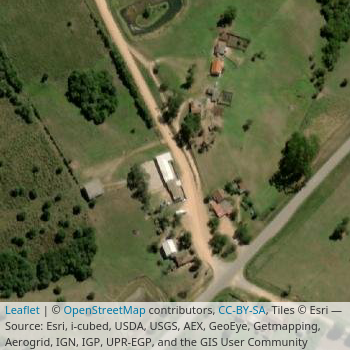 Leaflet | © OpenStreetMap contributors, CC-BY-SA, Tiles © Esri —
Source: Esri, i-cubed, USDA, USGS, AEX, GeoEye, Getmapping,
Aerogrid, IGN, IGP, UPR-EGP, and the GIS User Community